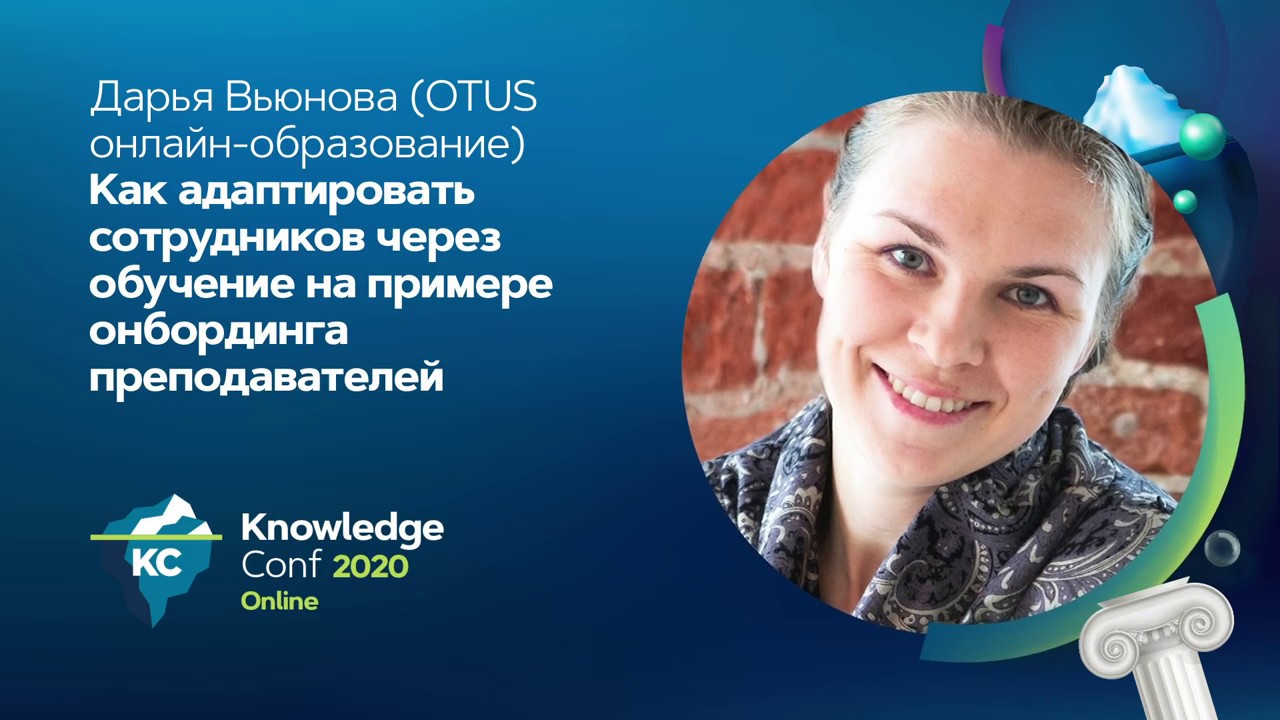 Дарья Вьюнова (OTUS
онлайн-образование)
Как адаптировать
сотрудников через
обучение на примере
онбординга
преподавателей
KC
Knowledge
Conf 2020
Online